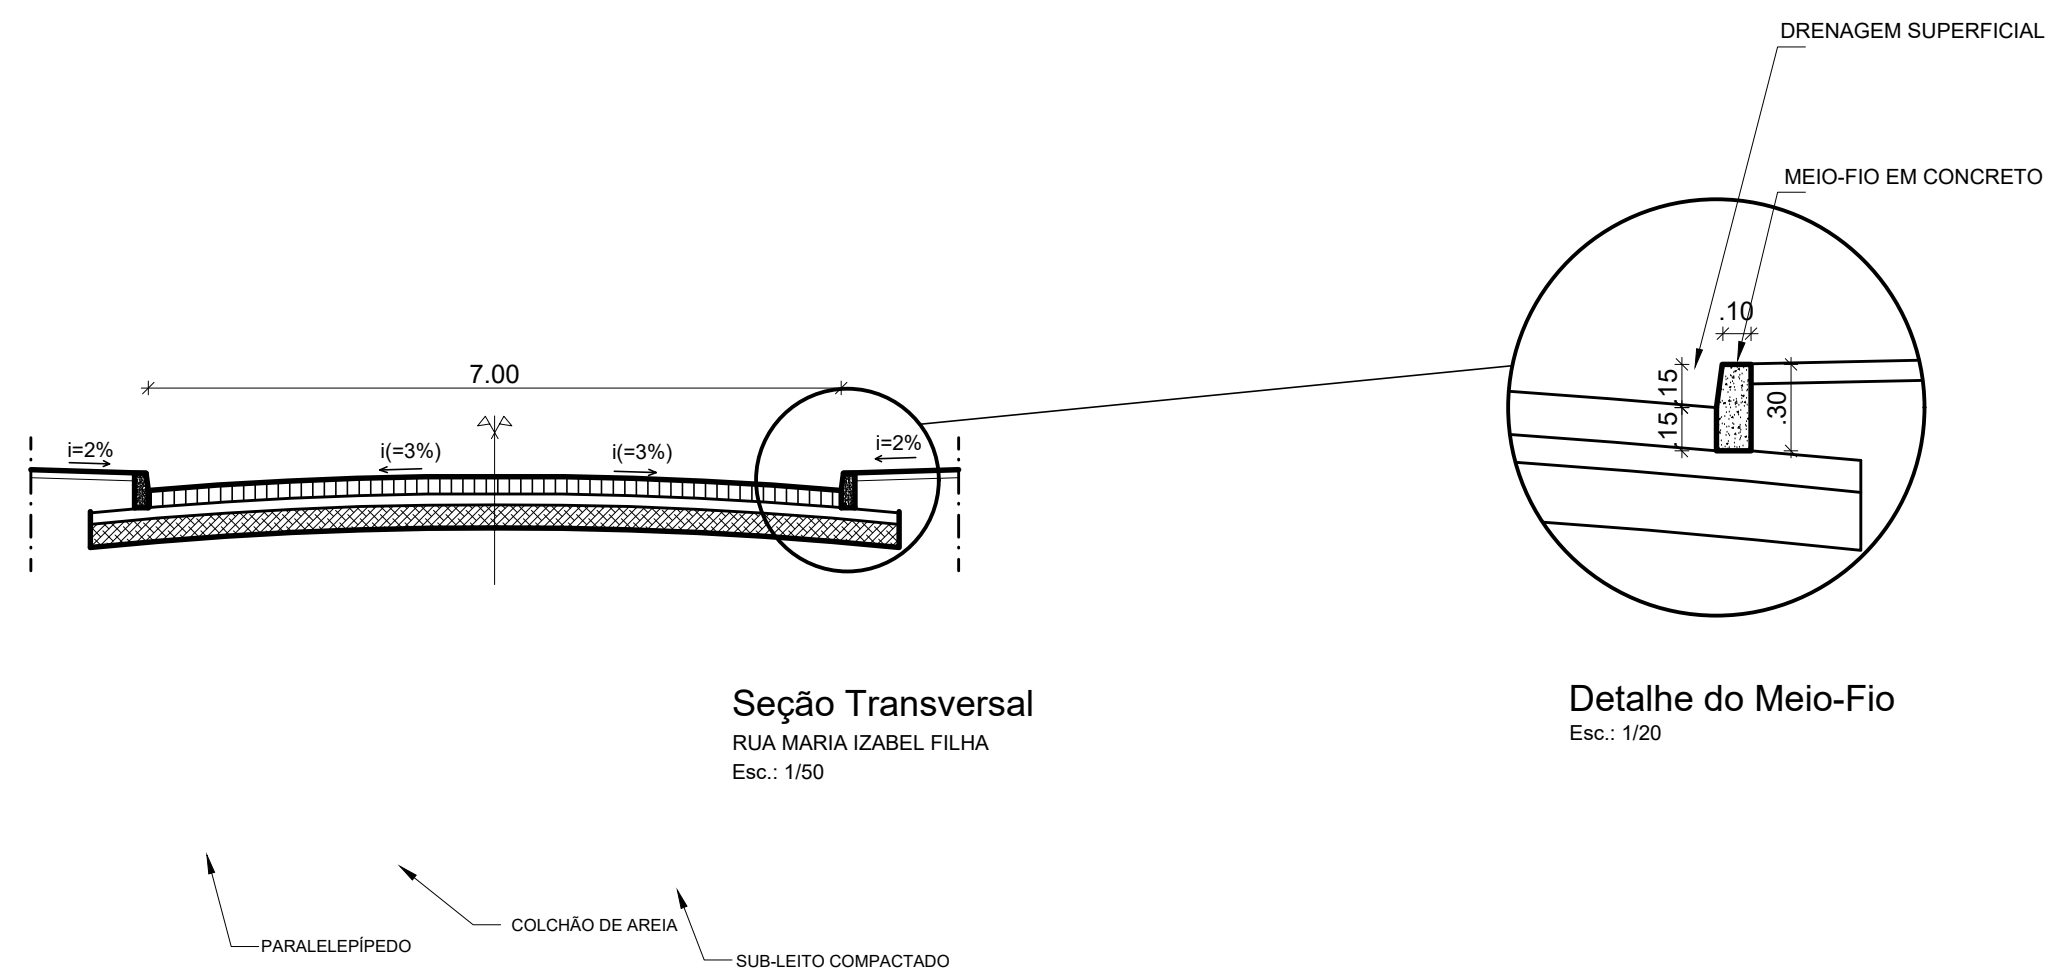 DRENAGEM SUPERFICIAL
MEIO-FIO EM CONCRETO
.10
7.00
.15
.15
.30
i=2%
i(=3%)
i(=3%)
i=2%
Seção Transversal
RUA MARIA IZABEL FILHA
Esc.: 1/50
Detalhe do Meio-Fio
Esc.: 1/20
PARALELEPÍPEDO
COLCHÃO DE AREIA
SUB-LEITO COMPACTADO